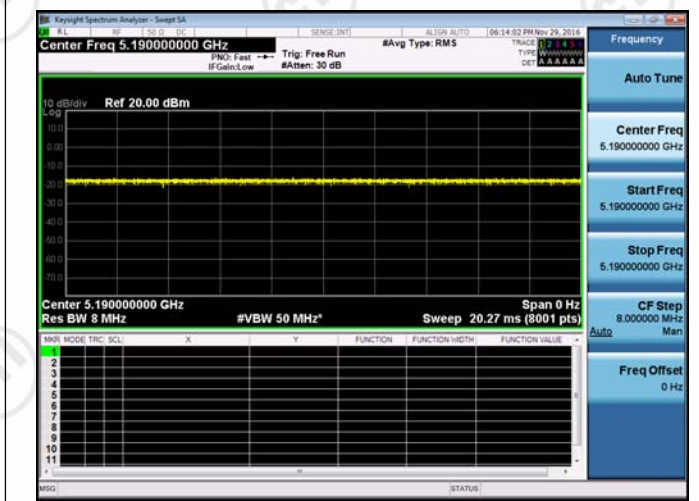 Keysight Spectrum Analyzer - Swept SA
RL RF 50 Ω DC SENSE:INT ALIGN AUTO 06:14:02 PM Nov 29, 2016
Center Freq 5.190000000 GHz
PNO: Fast
IFGain:Low
Trig: Free Run
#Atten: 30 dB
#Avg Type: RMS
TRACE 1 2 3 4 5 6
TYPE
DET A A A A A A
10 dB/div Ref 20.00 dBm
Log
10.0
0.00
-10.0
-20.0
-30.0
-40.0
-50.0
-60.0
-70.0
Center 5.190000000 GHz Span 0 Hz
Res BW 8 MHz #VBW 50 MHz* Sweep 20.27 ms (8001 pts)
MKR MODE TRC SCL X Y FUNCTION FUNCTION WIDTH FUNCTION VALUE
1
2
3
4
5
6
7
8
9
10
11
MSG STATUS
Frequency
Auto Tune
Center Freq
5.190000000 GHz
Start Freq
5.190000000 GHz
Stop Freq
5.190000000 GHz
CF Step
8.000000 MHz
Auto Man
Freq Offset
0 Hz